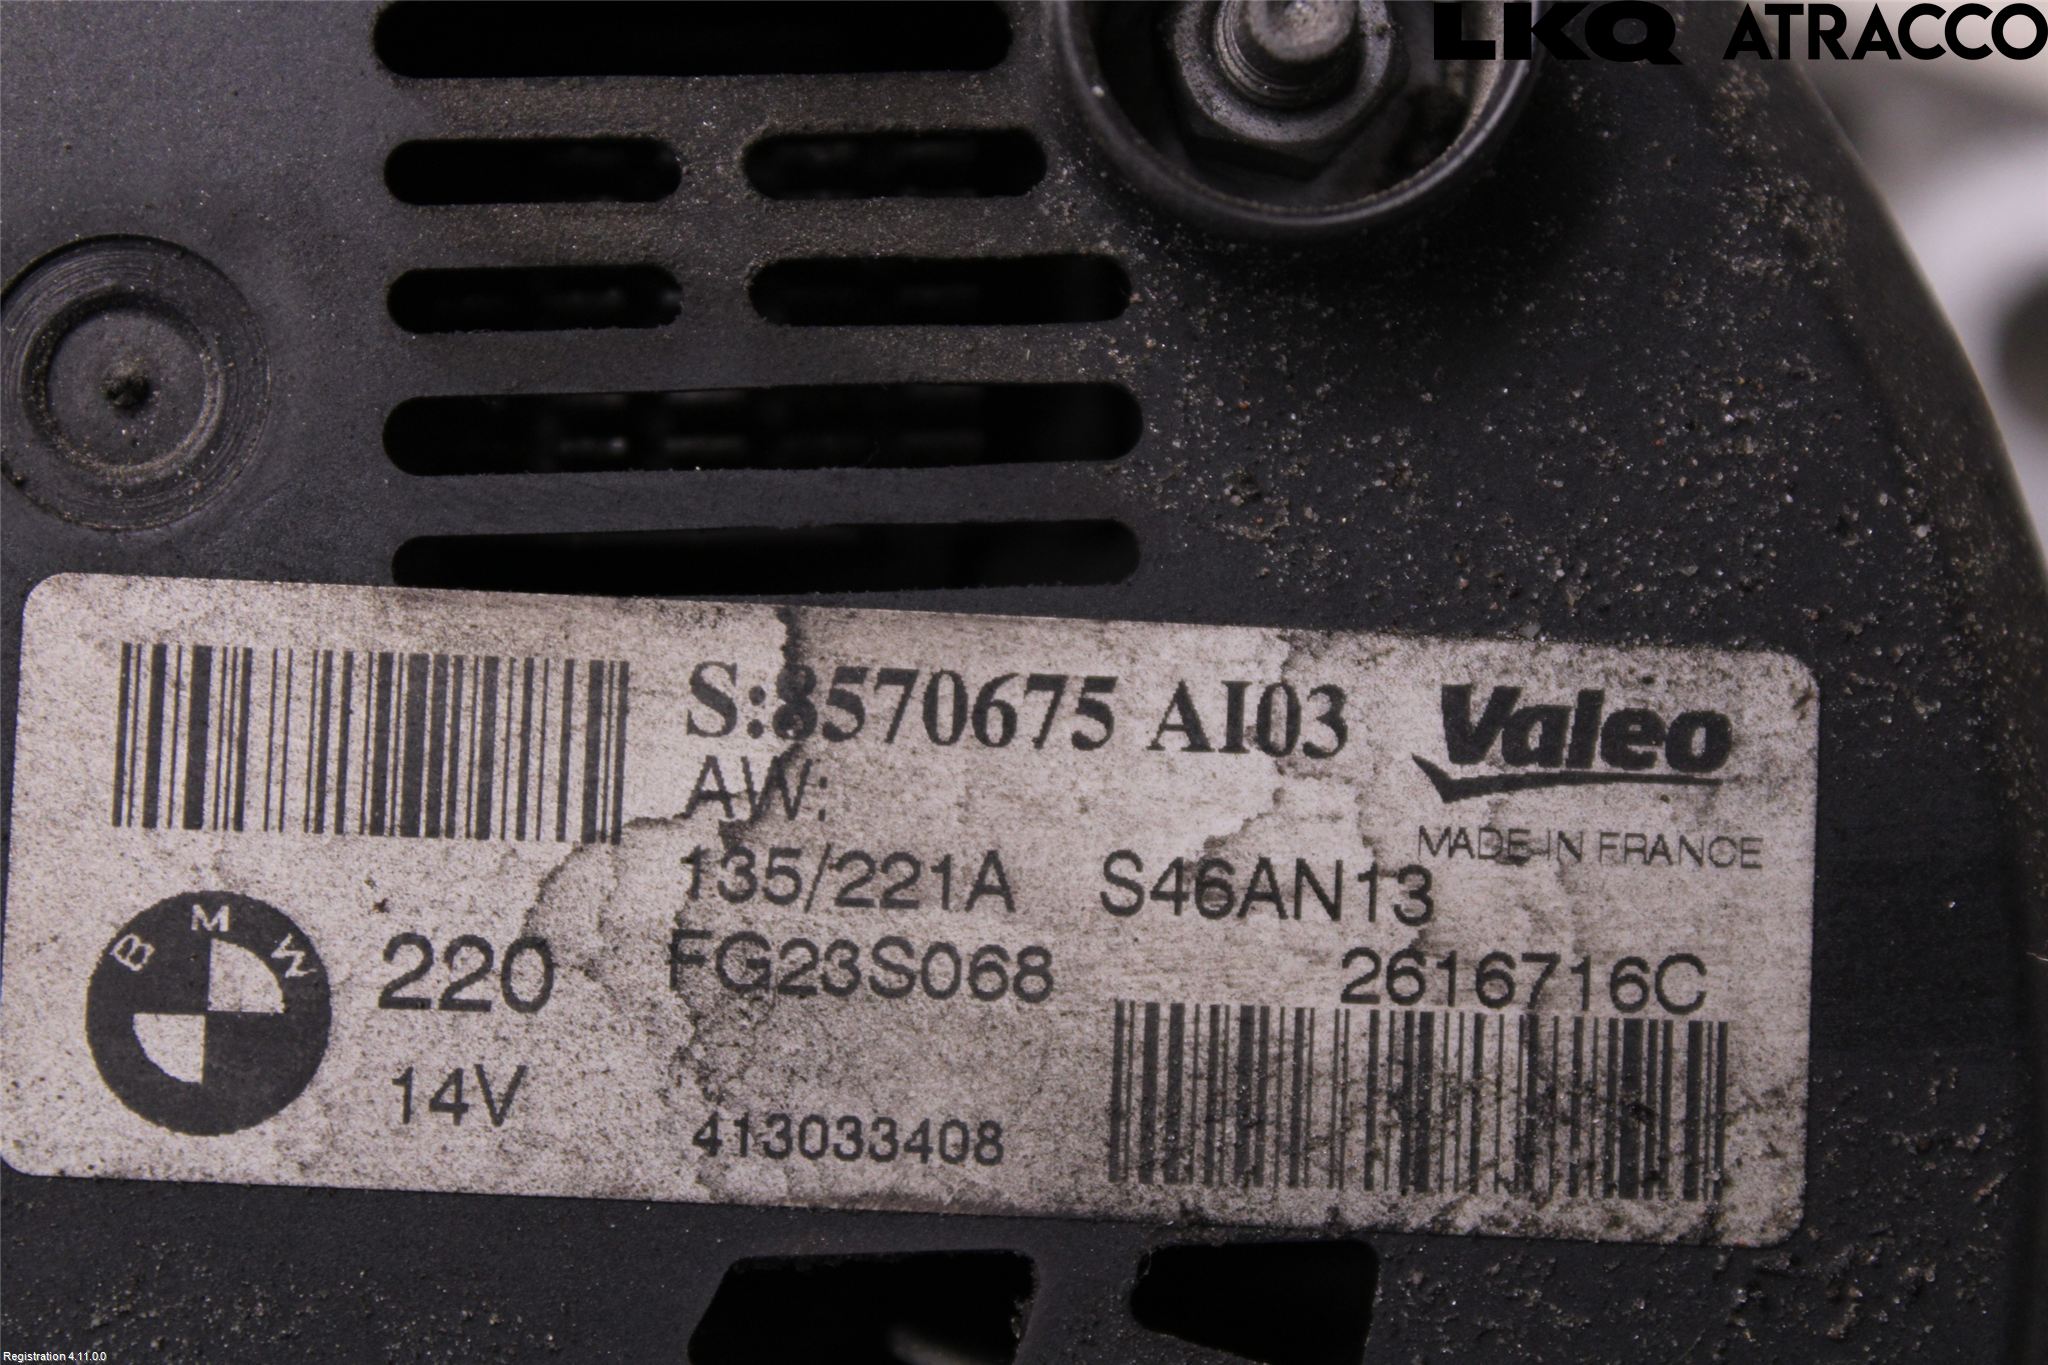 LKQ ATRACCO
S:8570675 AI03
Valeo
AW:
MADE IN FRANCE
135/221A S46AN13
BMW
220
FG23S068
2616716C
14V
413033408
Registration 4.11.0.0